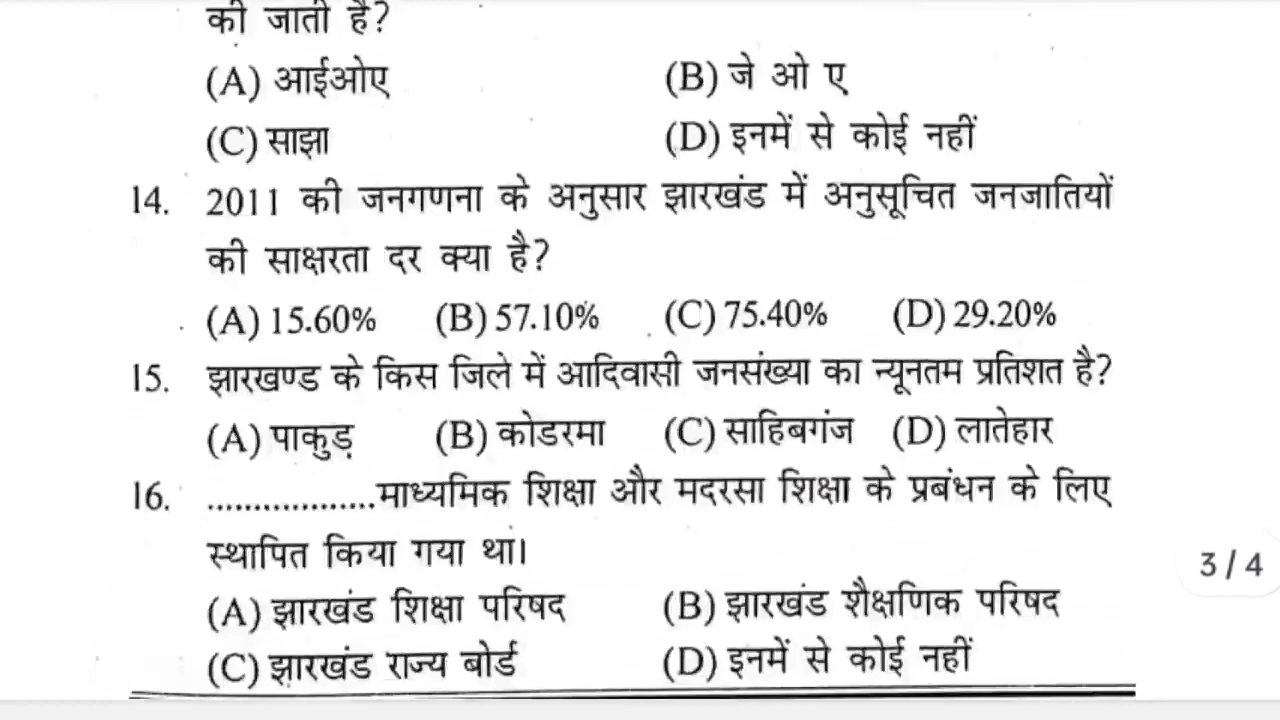 की जाती है?
(A) आईओए (B) जे ओ ए
(C) साझा (D) इनमें से कोई नहीं
14. 2011 की जनगणना के अनुसार झारखंड में अनुसूचित जनजातियों
की साक्षरता दर क्या है?
(A) 15.60% (B) 57.10% (C) 75.40% (D) 29.20%
15. झारखण्ड के किस जिले में आदिवासी जनसंख्या का न्यूनतम प्रतिशत है?
(A) पाकुड़ (B) कोडरमा (C) साहिबगंज (D) लातेहार
16. ..................माध्यमिक शिक्षा और मदरसा शिक्षा के प्रबंधन के लिए
स्थापित किया गया था।
3 / 4
(A) झारखंड शिक्षा परिषद (B) झारखंड शैक्षणिक परिषद
(C) झारखंड राज्य बोर्ड (D) इनमें से कोई नहीं